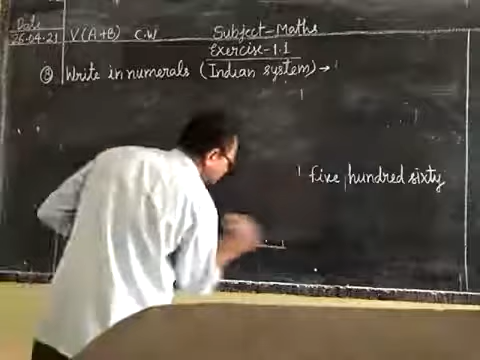 Date
26.04.21 V(A+B) C.W Subject-Maths
Exercise-1.1
(B) Write in numerals (Indian system) →
five hundred sixty